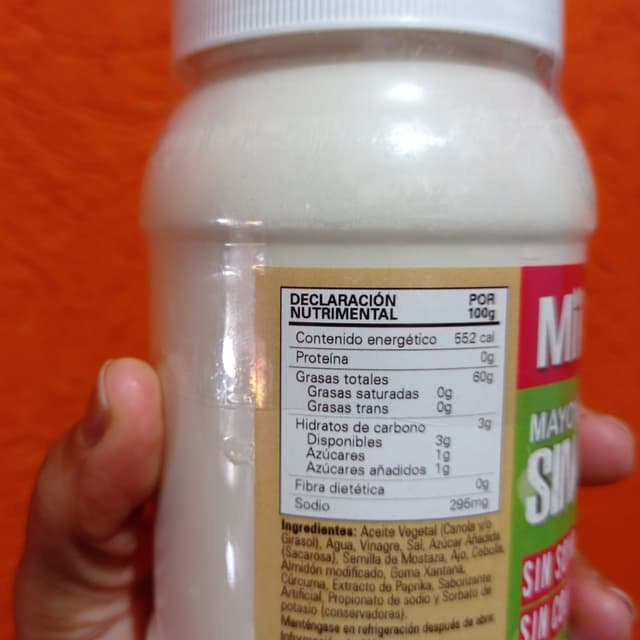 DECLARACIÓN POR
NUTRIMENTAL 100g
Contenido energético 552 cal
Proteína 0g
Grasas totales 60g
Grasas saturadas 0g
Grasas trans 0g
Hidratos de carbono 3g
Disponibles 3g
Azúcares 1g
Azúcares añadidos 1g
Fibra dietética 0g
Sodio 295mg
Ingredientes: Aceite Vegetal (Canola y/o
Girasol), Agua, Vinagre, Sal, Azúcar Añadida
(Sacarosa), Semilla de Mostaza, Ajo, Cebolla,
Almidón modificado, Goma Xantana,
Cúrcuma, Extracto de Paprika, Saborizante
Artificial, Propionato de sodio y Sorbato de
potasio (conservadores).
Manténgase en refrigeración después de abrir.
MAYO
SIN
SIN
SIN